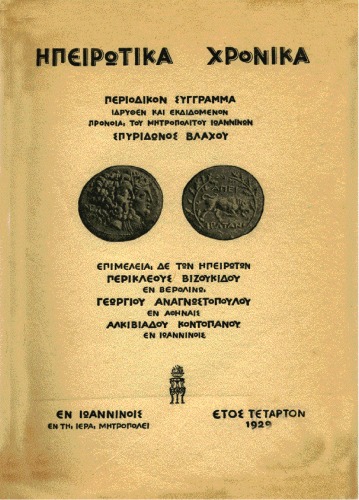 ΗΠΕΙΡΩΤΙΚΑ ΧΡΟΝΙΚΑ
ΠΕΡΙΟΔΙΚΟΝ ΣΥΓΓΡΑΜΜΑ
ΙΔΡΥΘΕΝ ΚΑΙ ΕΚΔΙΔΟΜΕΝΟΝ
ΠΡΟΝΟΙΑι ΤΟΥ ΜΗΤΡΟΠΟΛΙΤΟΥ ΙΩΑΝΝΙΝΩΝ
ΣΠΥΡΙΔΩΝΟΣ ΒΛΑΧΟΥ
ΑΠΕΙ
ΡΩΤΑΝ
ΕΠΙΜΕΛΕΙΑι ΔΕ ΤΩΝ ΗΠΕΙΡΩΤΩΝ
ΠΕΡΙΚΛΕΟΥΣ ΒΙΖΟΥΚΙΔΟΥ
ΕΝ ΒΕΡΟΛΙΝΩι
ΓΕΩΡΓΙΟΥ ΑΝΑΓΝΩΣΤΟΠΟΥΛΟΥ
ΕΝ ΑΘΗΝΑΙΣ
ΑΛΚΙΒΙΑΔΟΥ ΚΟΝΤΟΠΑΝΟΥ
ΕΝ ΙΩΑΝΝΙΝΟΙΣ
ΕΝ ΙΩΑΝΝΙΝΟΙΣ
ΕΝ ΤΗι ΙΕΡΑι ΜΗΤΡΟΠΟΛΕΙ
ΕΤΟΣ ΤΕΤΑΡΤΟΝ
1929